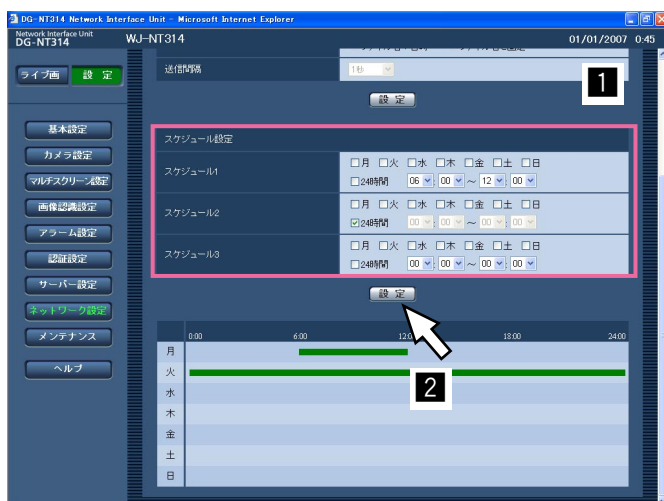 DG-NT314 Network Interface Unit - Microsoft Internet Explorer
Network Interface Unit
DG-NT314
WJ-NT314
01/01/2007 0:45
ライブ画
設 定
送信間隔
1秒
1
設 定
基本設定
カメラ設定
マルチスクリーン設定
画像認識設定
アラーム設定
認証設定
サーバー設定
ネットワーク設定
メンテナンス
ヘルプ
スケジュール設定
スケジュール1
月 火 水 木 金 土 日
24時間 06 : 00 ～ 12 : 00
スケジュール2
月 火 水 木 金 土 日
24時間 00 : 00 ～ 00 : 00
スケジュール3
月 火 水 木 金 土 日
24時間 00 : 00 ～ 00 : 00
設 定
2
0:00 6:00 12:00 18:00 24:00
月
火
水
木
金
土
日